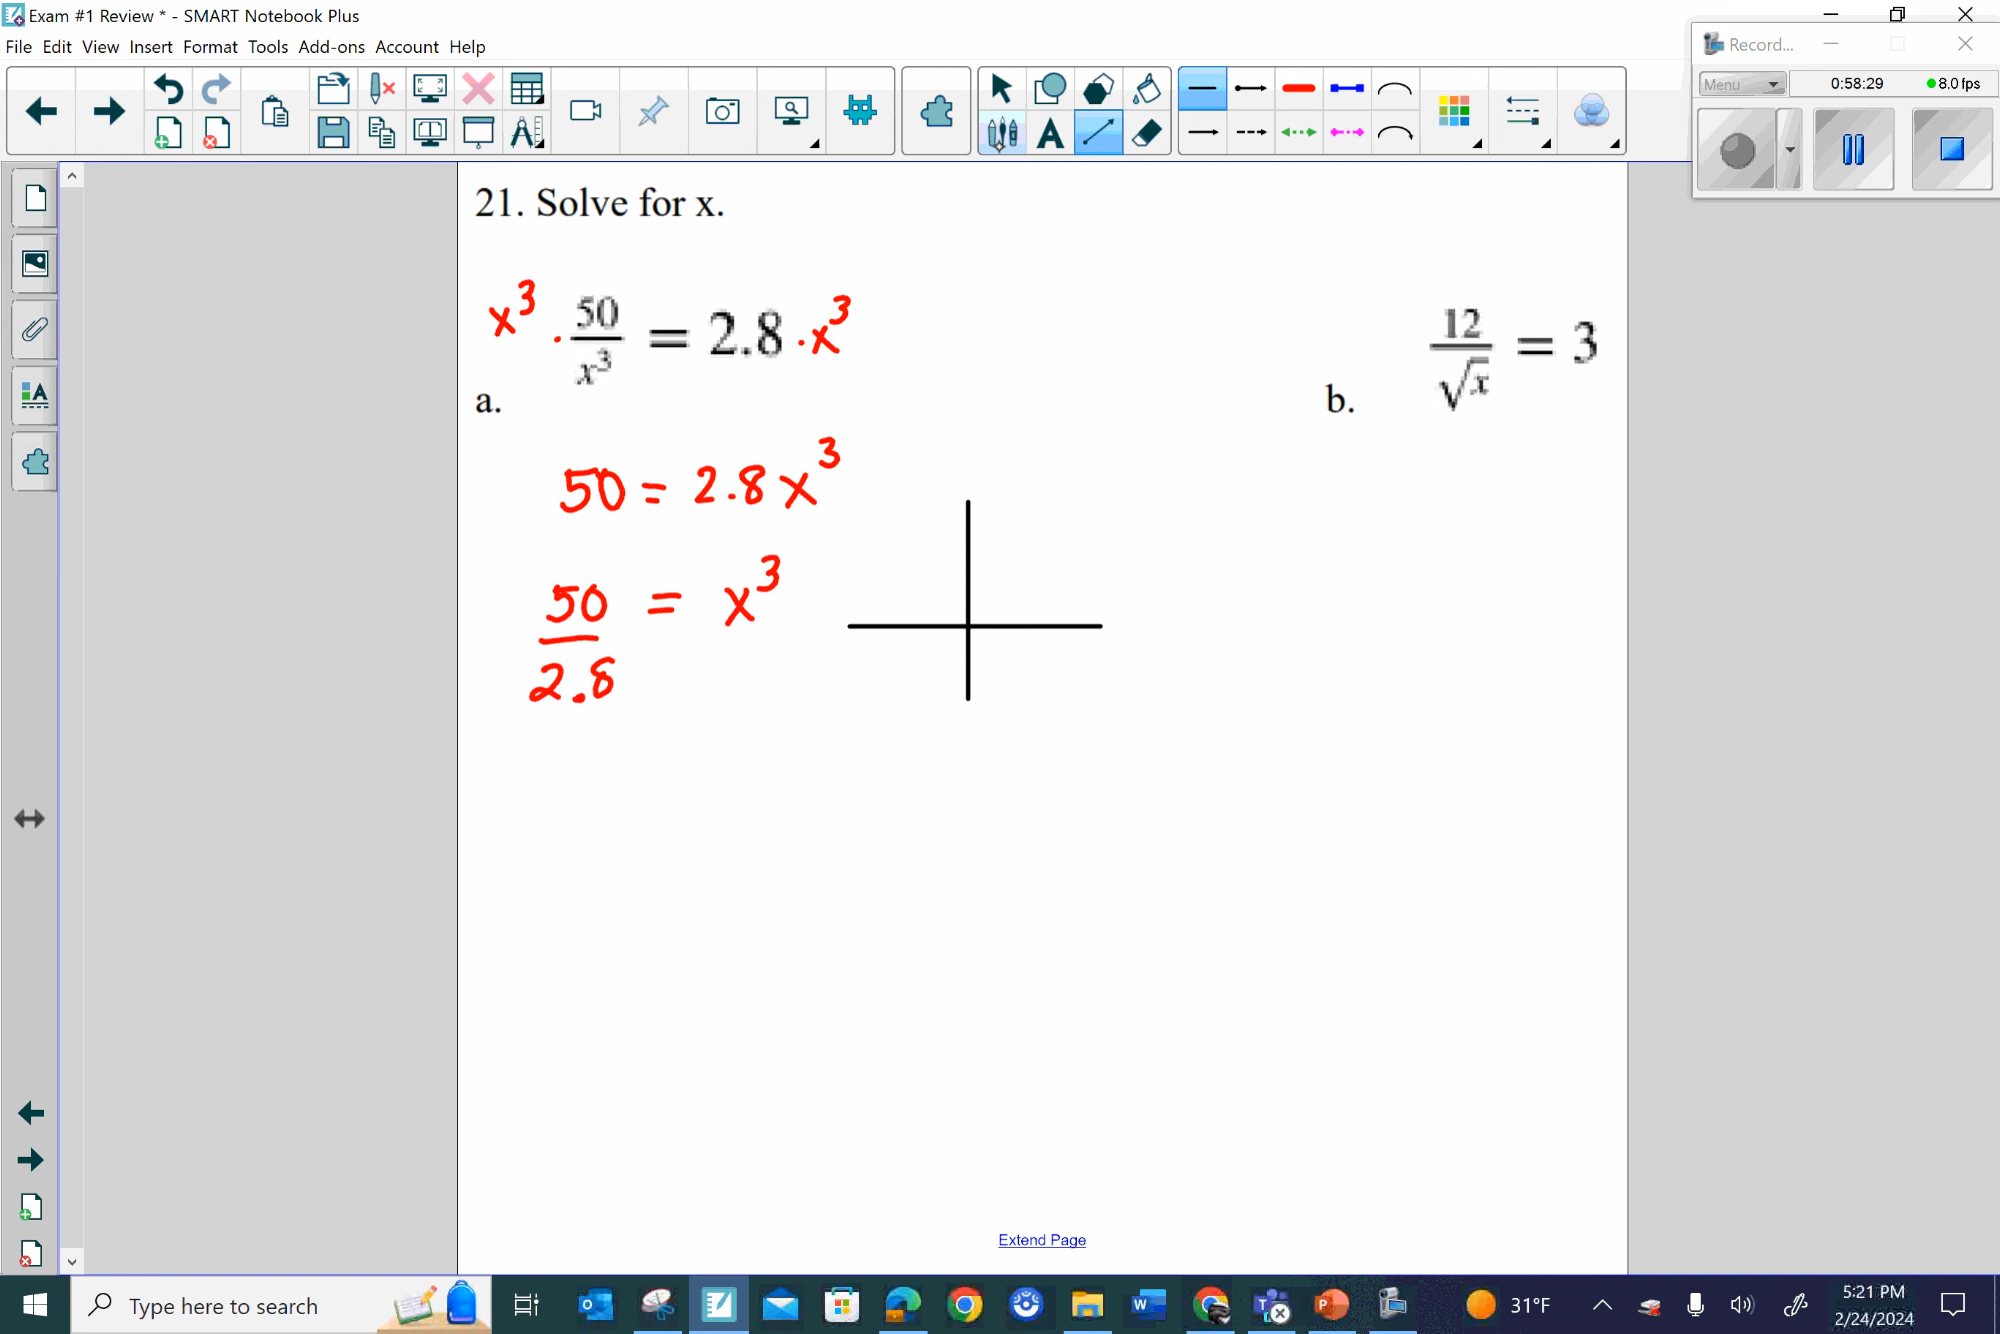 Exam #1 Review * - SMART Notebook Plus
File Edit View Insert Format Tools Add-ons Account Help
Record...
Menu 0:58:29 8.0 fps
21. Solve for x.
x³ · 50/x³ = 2.8 · x³
a.
12/√x = 3
b.
50 = 2.8x³
50/2.8 = x³
Extend Page
Type here to search
31°F
5:21 PM
2/24/2024